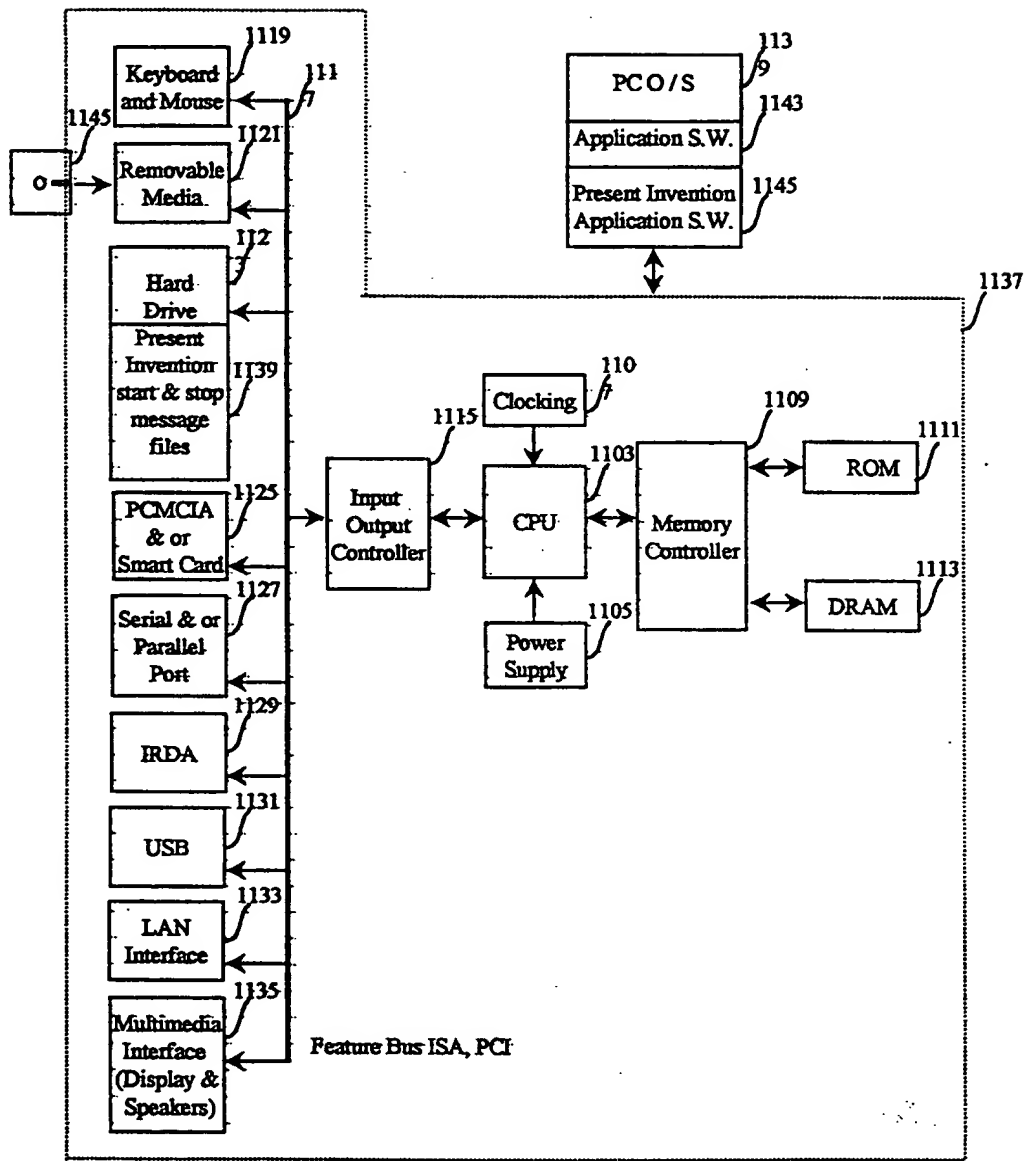 1119
Keyboard
and Mouse
111
7
1145
1121
Removable
Media
112
3
Hard
Drive
Present
Invention
start & stop
message
files
1139
1125
PCMCIA
& or
Smart Card
1127
Serial & or
Parallel
Port
1129
IRDA
1131
USB
1133
LAN
Interface
1135
Multimedia
Interface
(Display &
Speakers)
Feature Bus ISA, PCI
113
9
PC O/S
1143
Application S.W.
1145
Present Invention
Application S.W.
1137
1115
Input
Output
Controller
110
7
Clocking
1103
CPU
1105
Power
Supply
1109
Memory
Controller
1111
ROM
1113
DRAM